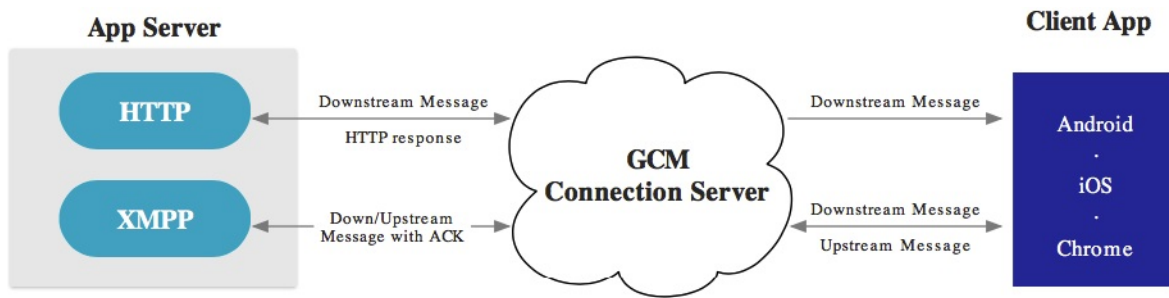 App Server
HTTP
XMPP
Downstream Message
HTTP response
Down/Upstream
Message with ACK
GCM
Connection Server
Downstream Message
Downstream Message
Upstream Message
Client App
Android
.
iOS
.
Chrome